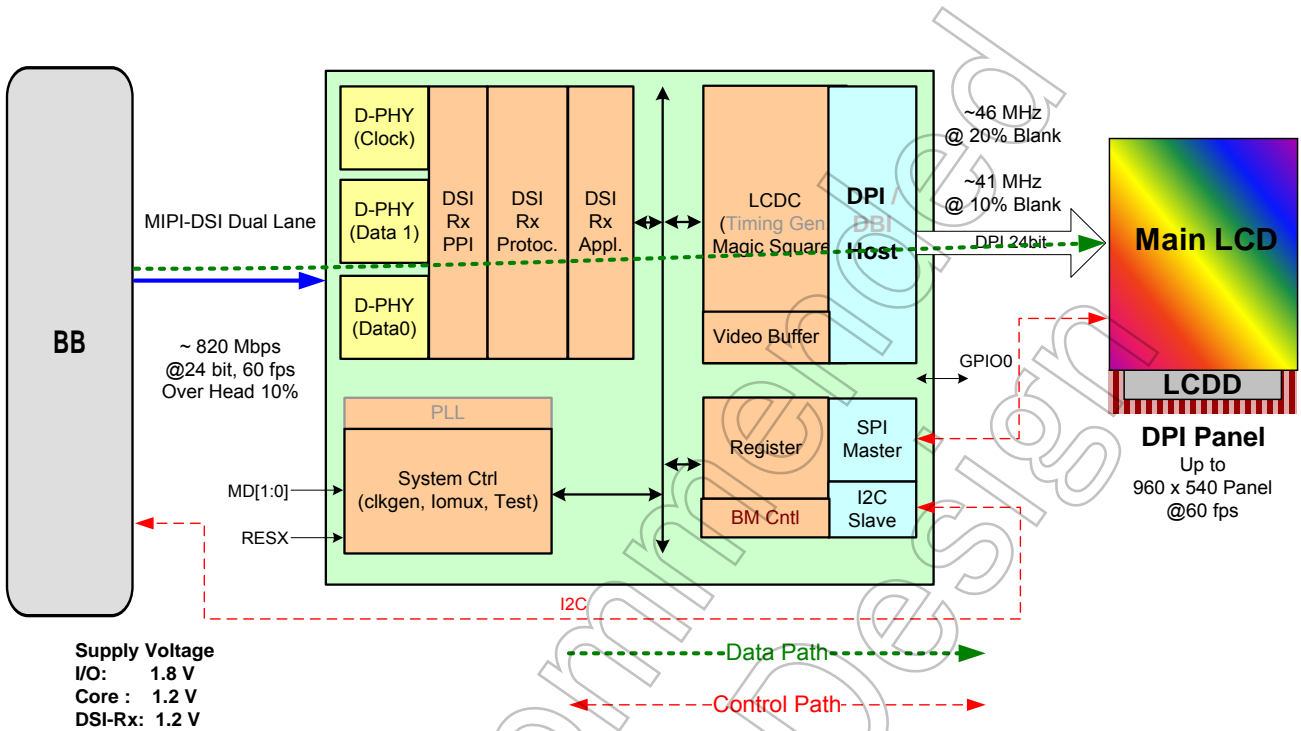 BB
MIPI-DSI Dual Lane
~ 820 Mbps
@24 bit, 60 fps
Over Head 10%
D-PHY
(Clock)
D-PHY
(Data 1)
D-PHY
(Data0)
DSI
Rx
PPI
DSI
Rx
Protoc.
DSI
Rx
Appl.
LCDC
(Timing Gen
Magic Square
Video Buffer
DPI /
DBI
Host
~46 MHz
@ 20% Blank
~41 MHz
@ 10% Blank
DPI 24bit
Main LCD
LCDD
DPI Panel
Up to
960 x 540 Panel
@60 fps
GPIO0
PLL
System Ctrl
(clkgen, Iomux, Test)
MD[1:0]
RESX
Register
BM Cntl
SPI
Master
I2C
Slave
I2C
Supply Voltage
I/O: 1.8 V
Core : 1.2 V
DSI-Rx: 1.2 V
Data Path
Control Path
ommended
Design